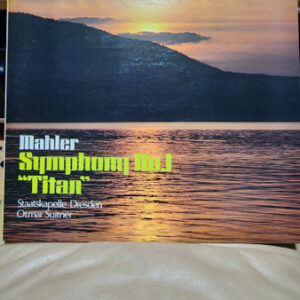 Mahler
Symphony No.1
“Titan”
Staatskapelle Dresden
Otmar Suitner